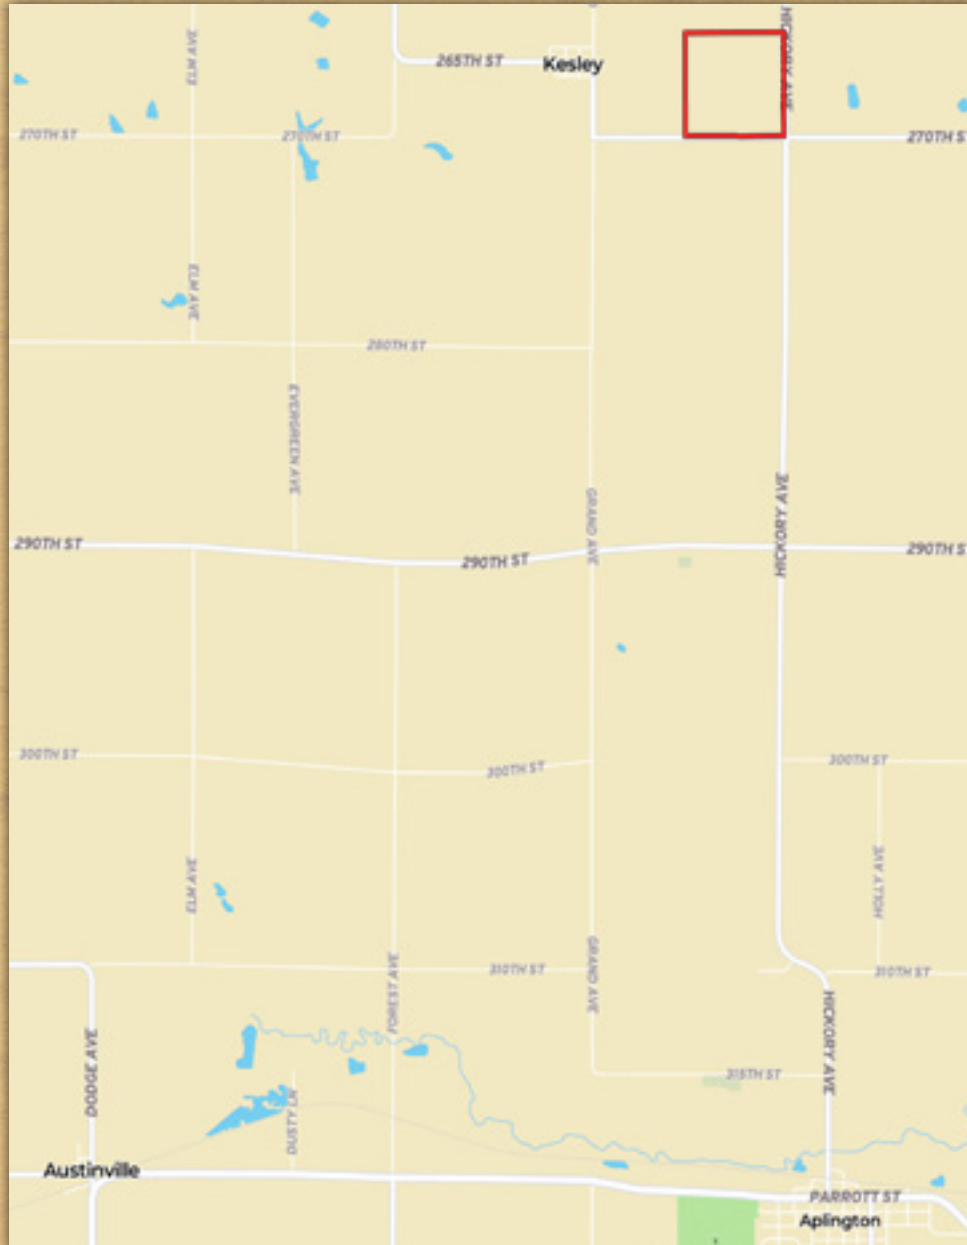 ELM AVE
HICKORY AVE
265TH ST
Kesley
270TH ST
270TH ST
270TH ST
ELM AVE
280TH ST
EVERGREEN AVE
HICKORY AVE
GRAND AVE
290TH ST
290TH ST
290TH ST
300TH ST
300TH ST
300TH ST
ELM AVE
HOLLY AVE
FOREST AVE
GRAND AVE
310TH ST
310TH ST
HICKORY AVE
DODGE AVE
315TH ST
DUSTY LN
Austinville
PARROTT ST
Aplington